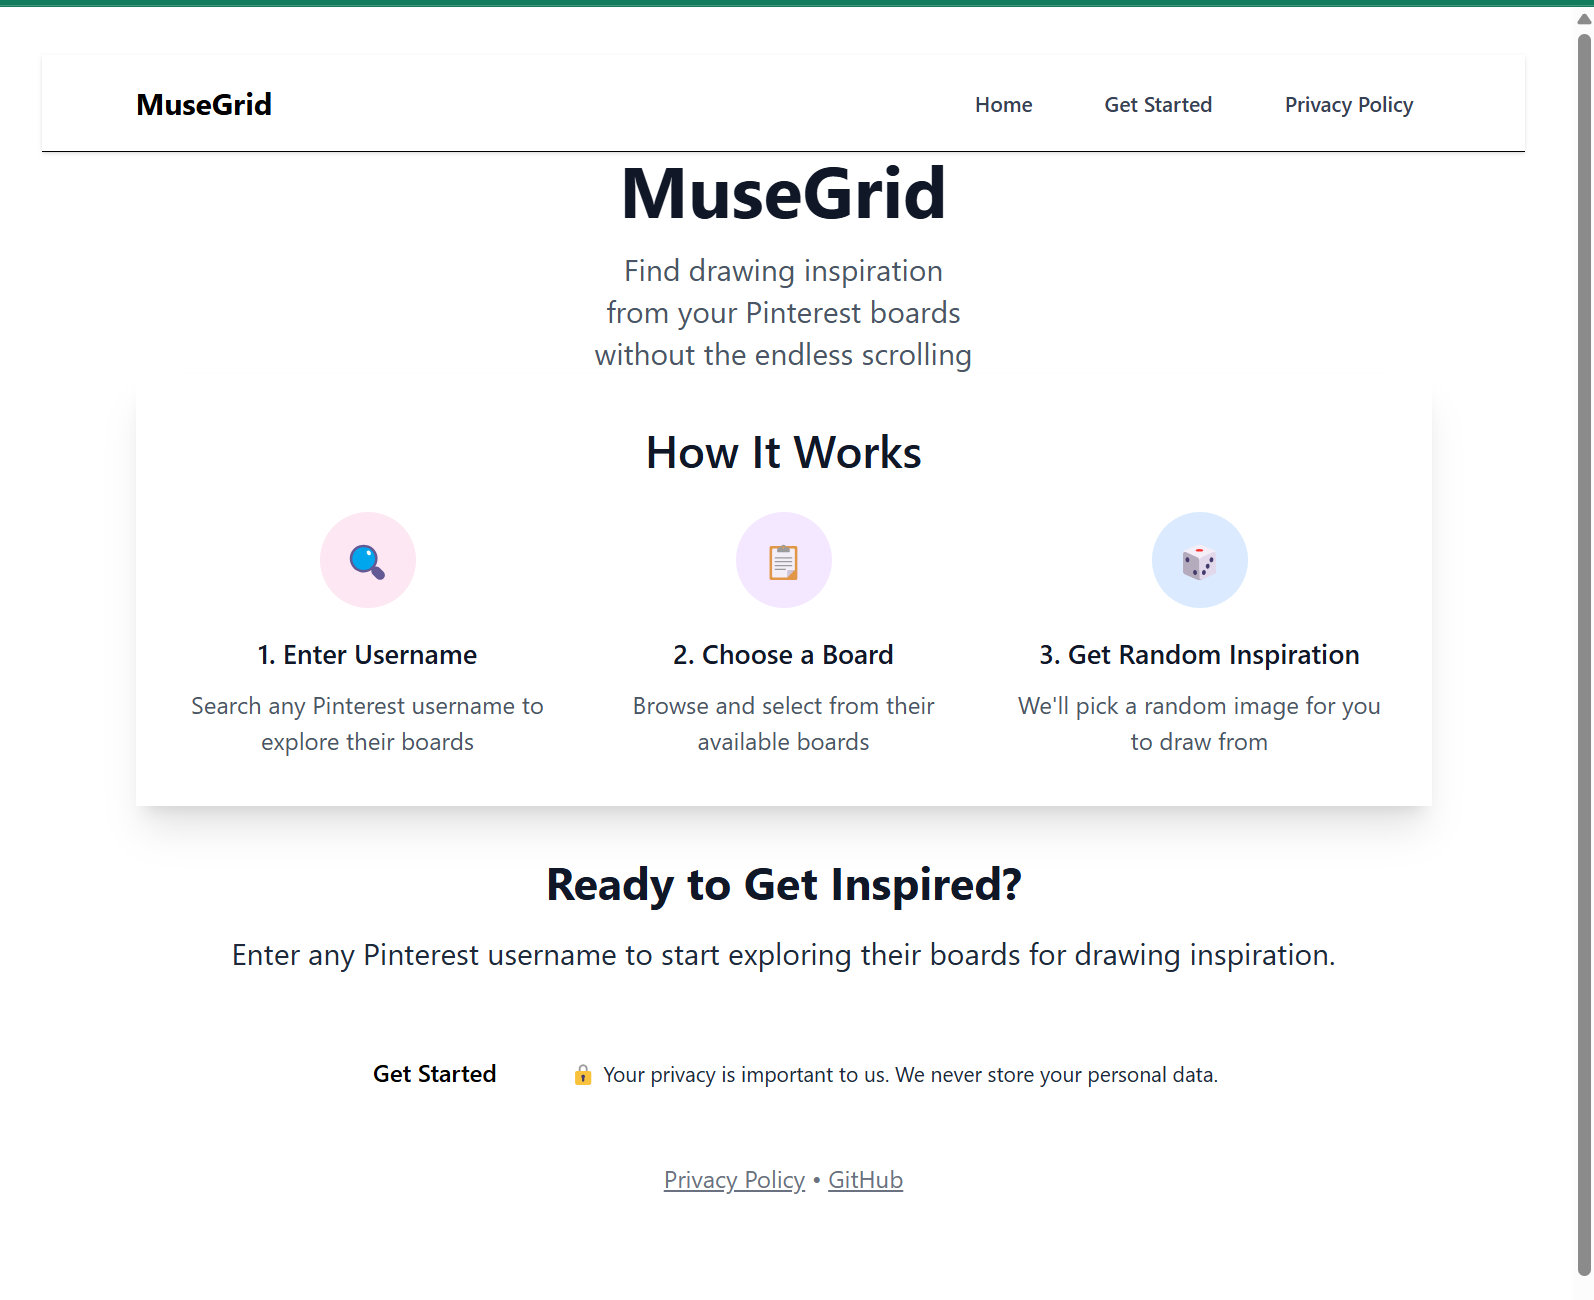 MuseGrid
Home
Get Started
Privacy Policy
MuseGrid
Find drawing inspiration
from your Pinterest boards
without the endless scrolling
How It Works
1. Enter Username
Search any Pinterest username to
explore their boards
2. Choose a Board
Browse and select from their
available boards
3. Get Random Inspiration
We'll pick a random image for you
to draw from
Ready to Get Inspired?
Enter any Pinterest username to start exploring their boards for drawing inspiration.
Get Started
🔒 Your privacy is important to us. We never store your personal data.
Privacy Policy • GitHub